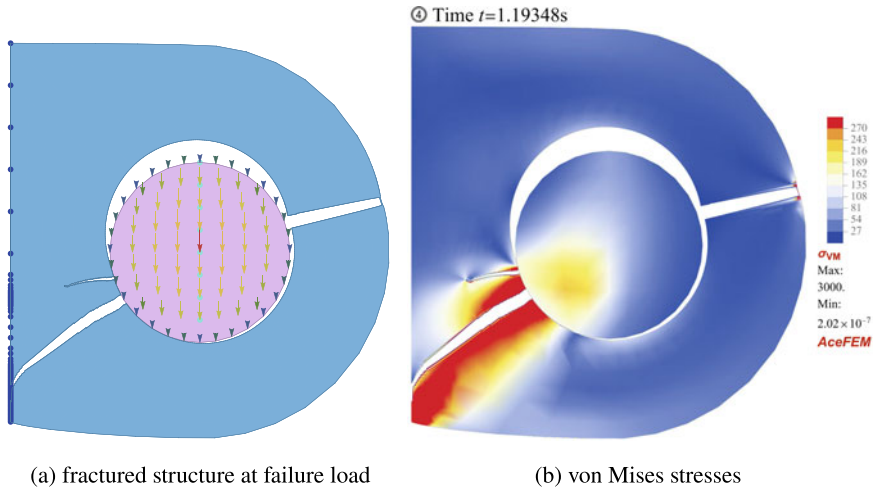 ④ Time t=1.19348s
270
243
216
189
162
135
108
81
54
27
σVM
Max:
3000.
Min:
2.02×10⁻⁷
AceFEM
(a) fractured structure at failure load
(b) von Mises stresses